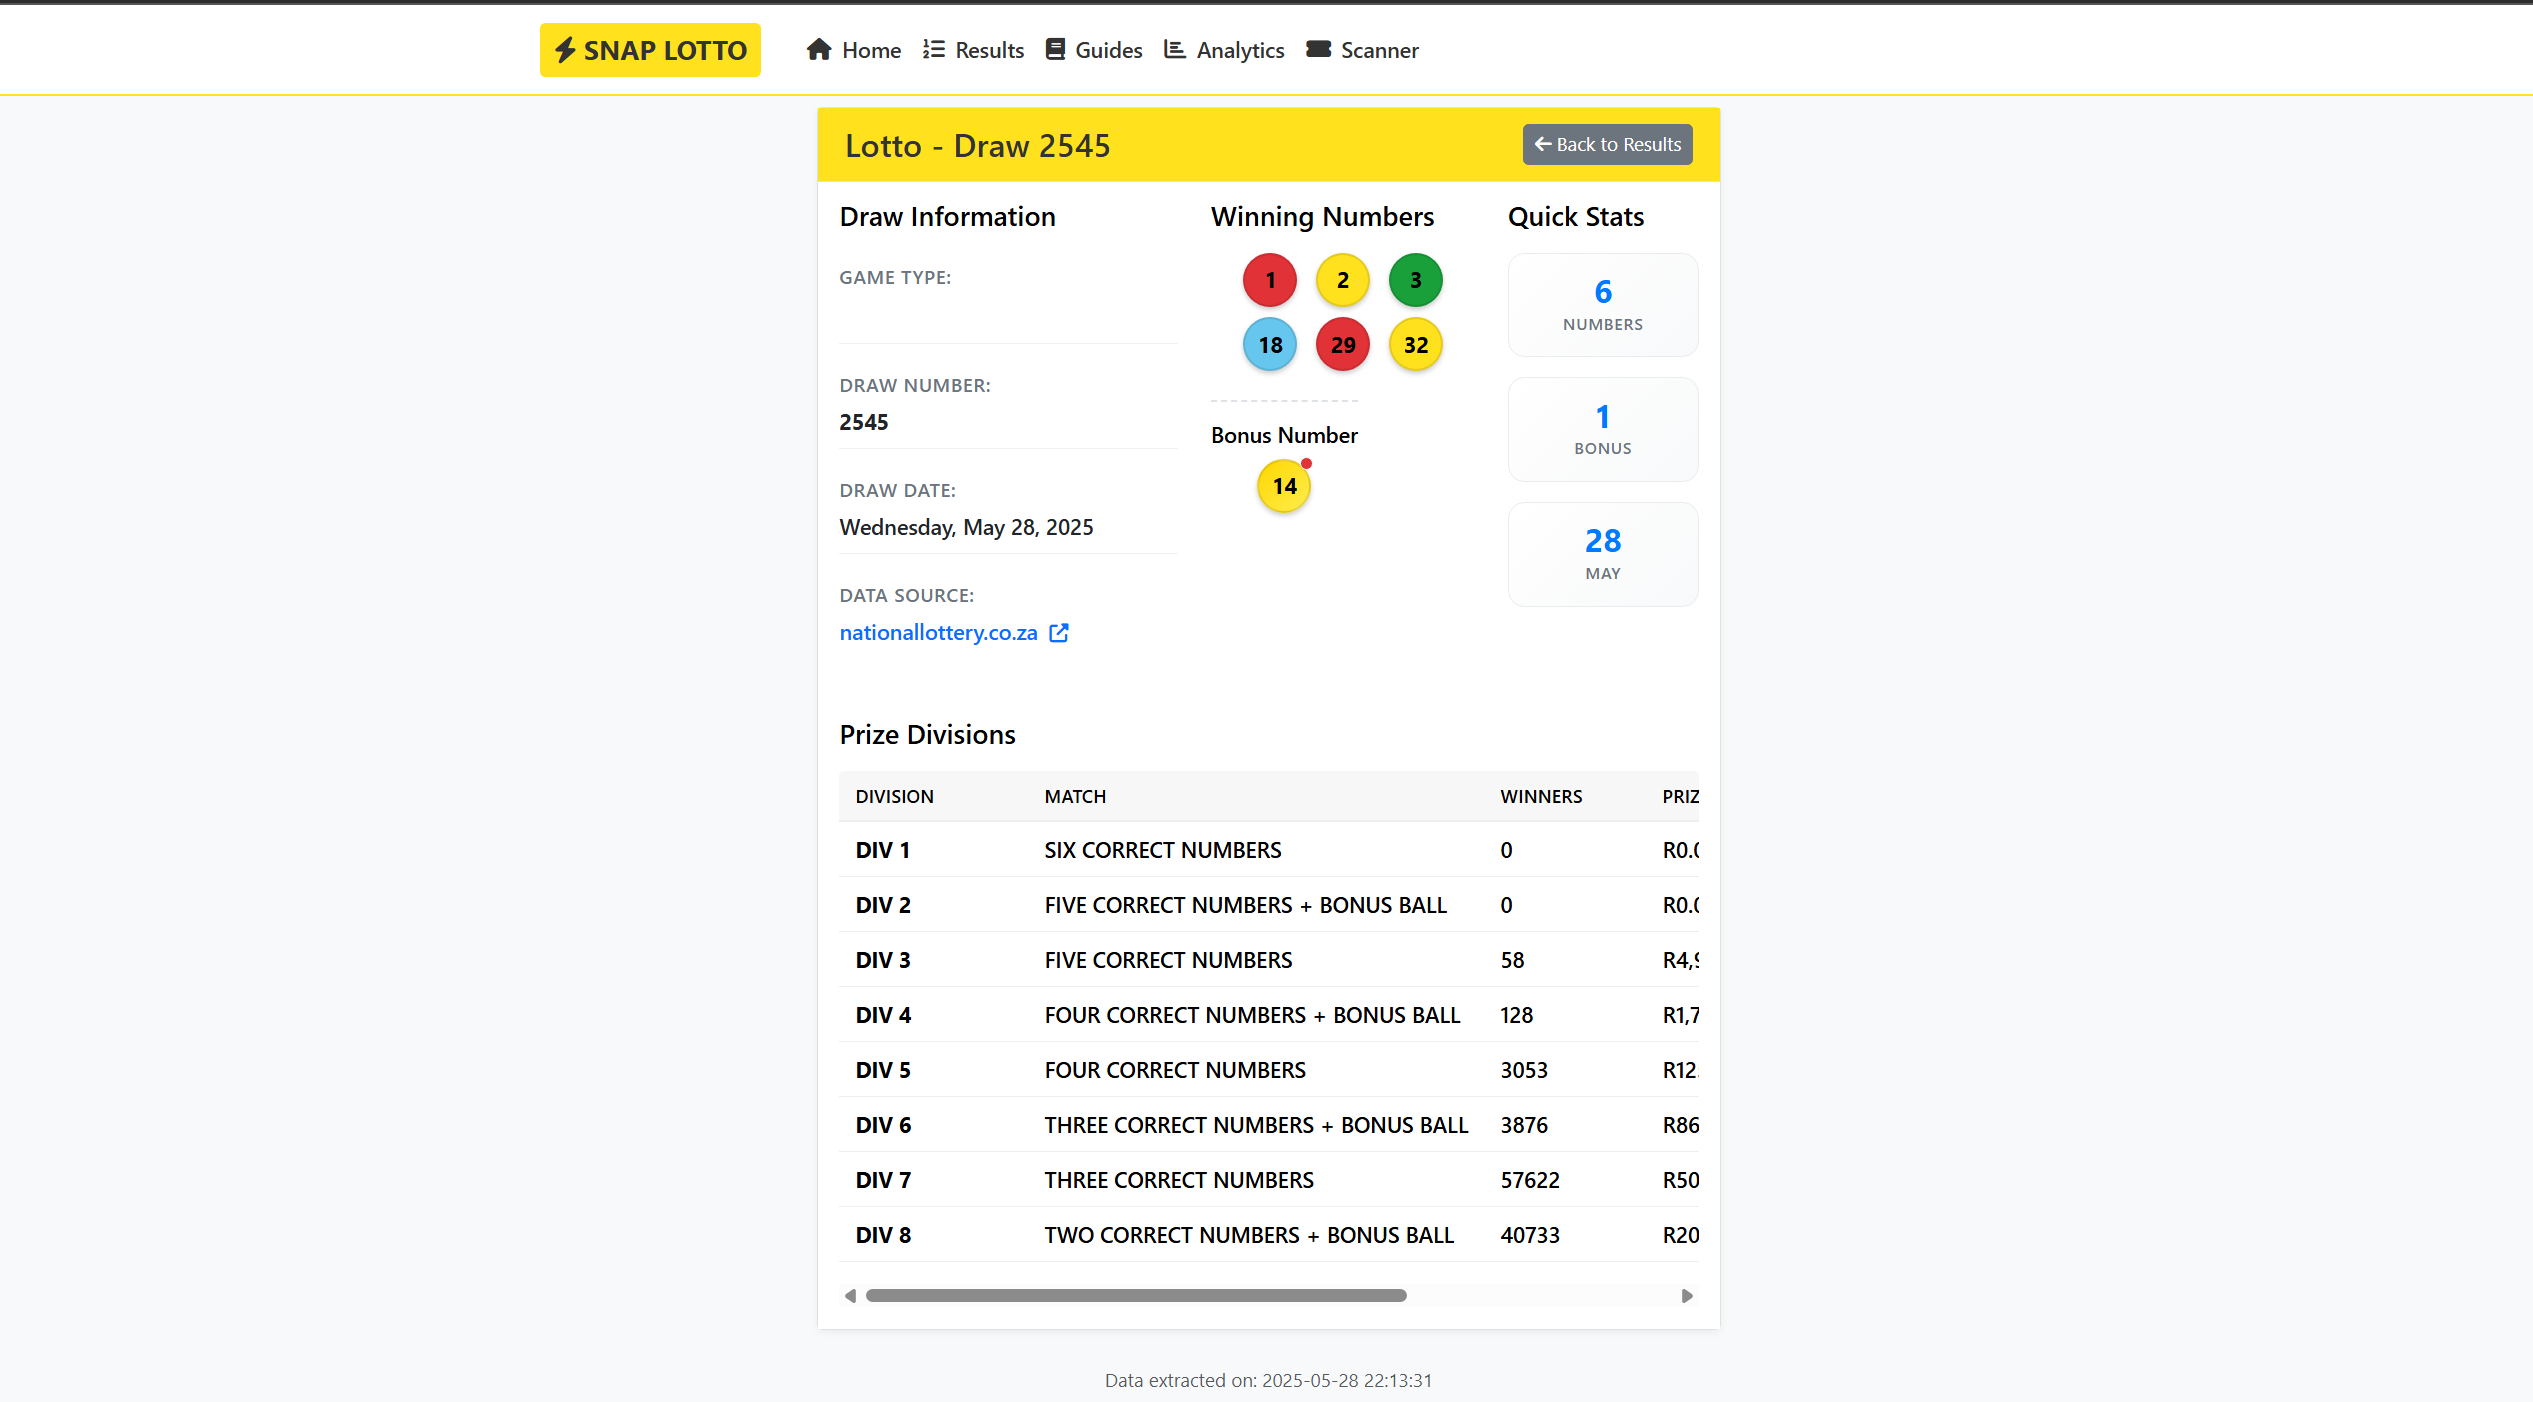 SNAP LOTTO
Home
Results
Guides
Analytics
Scanner
Lotto - Draw 2545
Back to Results
Draw Information
GAME TYPE:
DRAW NUMBER:
2545
DRAW DATE:
Wednesday, May 28, 2025
DATA SOURCE:
nationallottery.co.za
Winning Numbers
1 2 3
18 29 32
Bonus Number
14
Quick Stats
6
NUMBERS
1
BONUS
28
MAY
Prize Divisions
DIVISION MATCH WINNERS PRIZ
DIV 1 SIX CORRECT NUMBERS 0 R0.0
DIV 2 FIVE CORRECT NUMBERS + BONUS BALL 0 R0.0
DIV 3 FIVE CORRECT NUMBERS 58 R4,9
DIV 4 FOUR CORRECT NUMBERS + BONUS BALL 128 R1,7
DIV 5 FOUR CORRECT NUMBERS 3053 R12
DIV 6 THREE CORRECT NUMBERS + BONUS BALL 3876 R86
DIV 7 THREE CORRECT NUMBERS 57622 R50
DIV 8 TWO CORRECT NUMBERS + BONUS BALL 40733 R20
Data extracted on: 2025-05-28 22:13:31